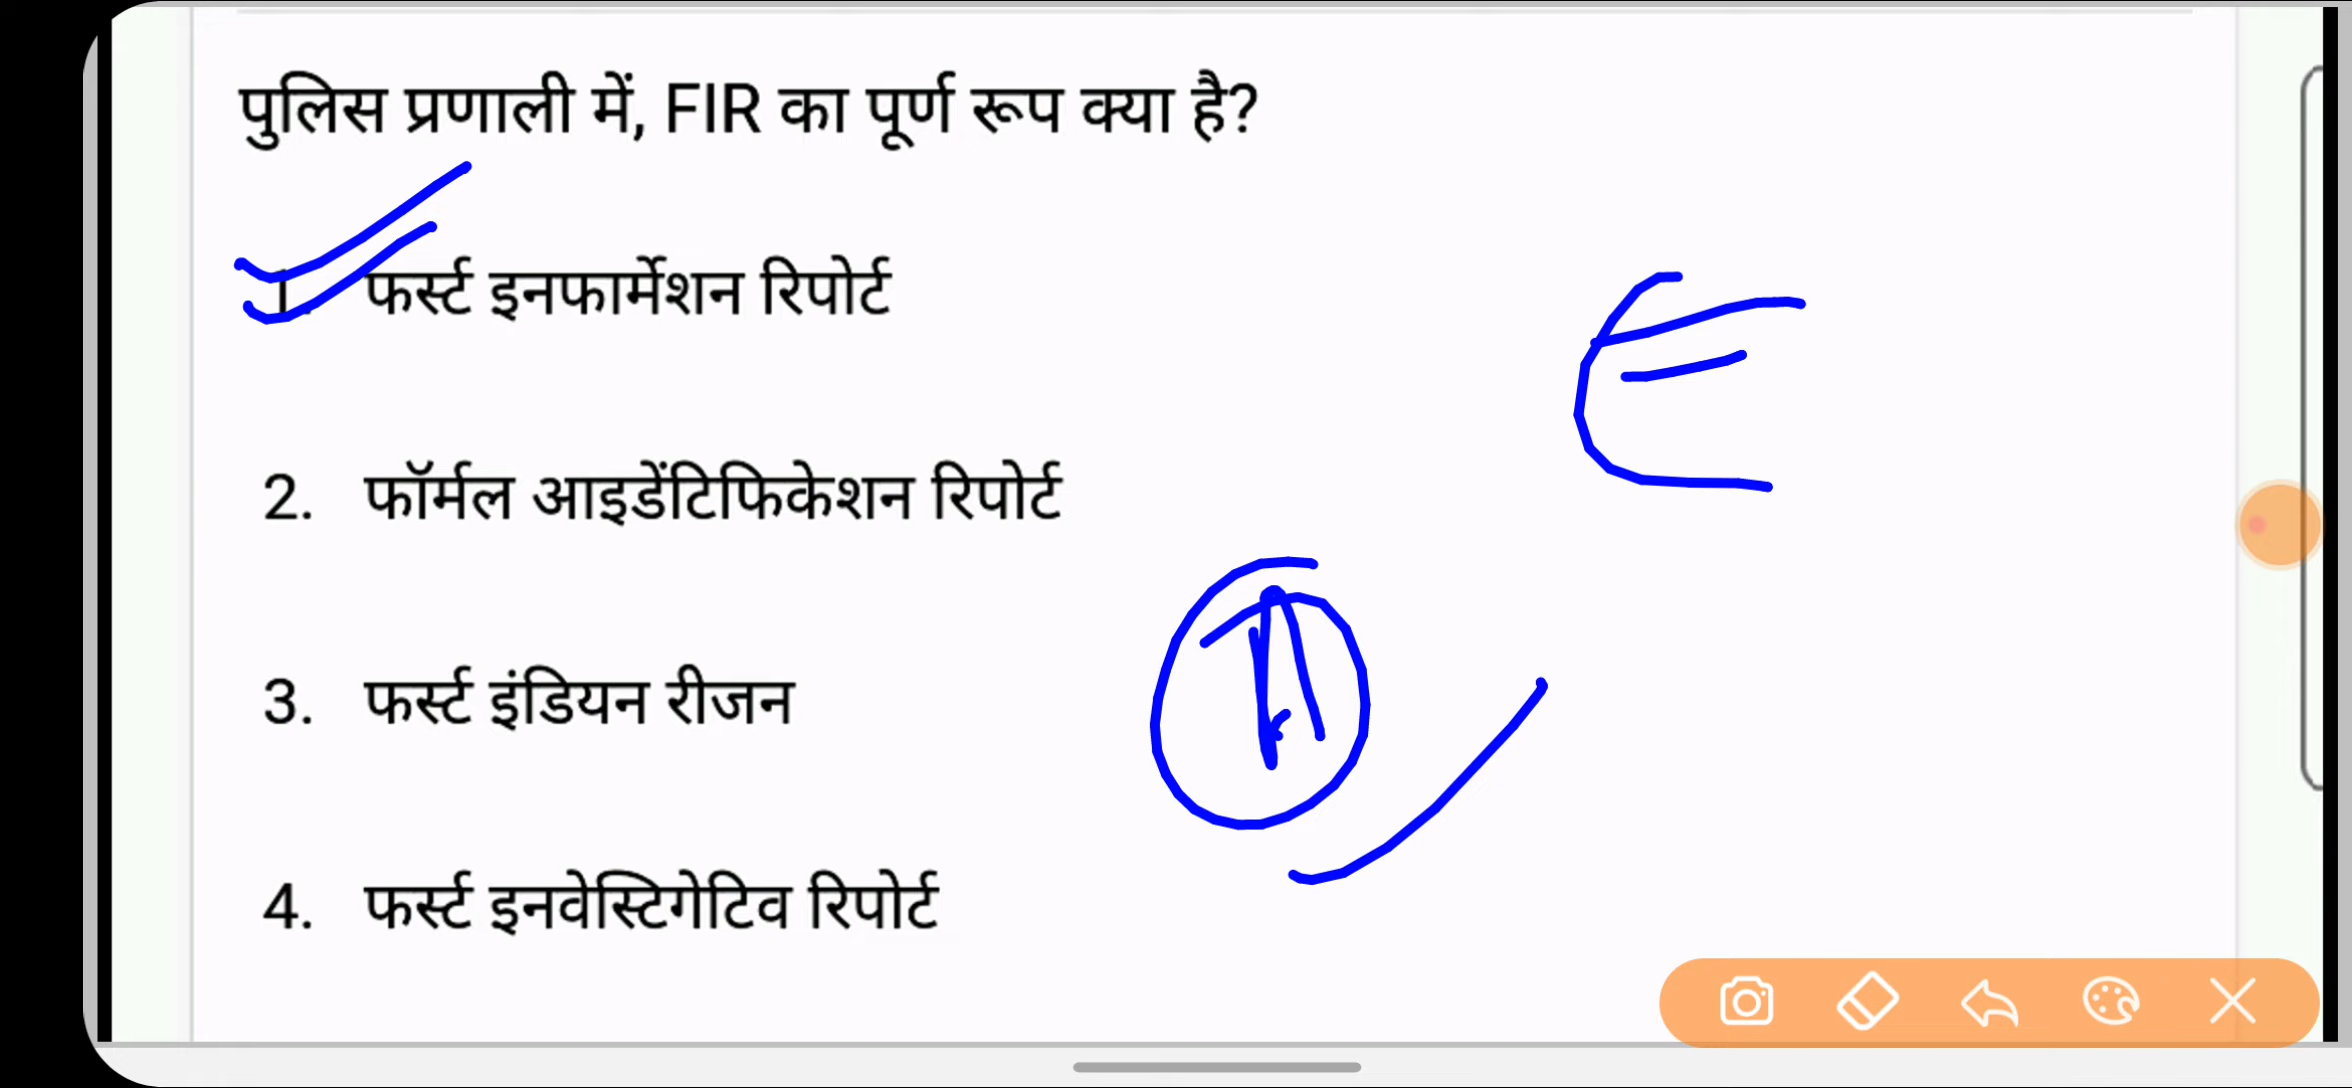 पुलिस प्रणाली में, FIR का पूर्ण रूप क्या है?
1. फर्स्ट इनफार्मेशन रिपोर्ट
2. फॉर्मल आइडेंटिफिकेशन रिपोर्ट
3. फर्स्ट इंडियन रीजन
4. फर्स्ट इनवेस्टिगेटिव रिपोर्ट